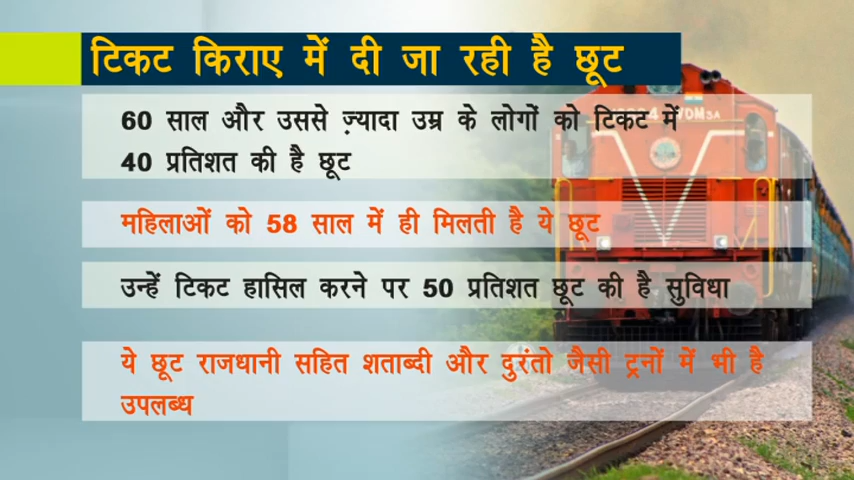 टिकट किराए में दी जा रही है छूट
60 साल और उससे ज़्यादा उम्र के लोगों को टिकट में
40 प्रतिशत की है छूट
महिलाओं को 58 साल में ही मिलती है ये छूट
उन्हें टिकट हासिल करने पर 50 प्रतिशत छूट की है सुविधा
ये छूट राजधानी सहित शताब्दी और दुरंतो जैसी ट्रनों में भी है
उपलब्ध